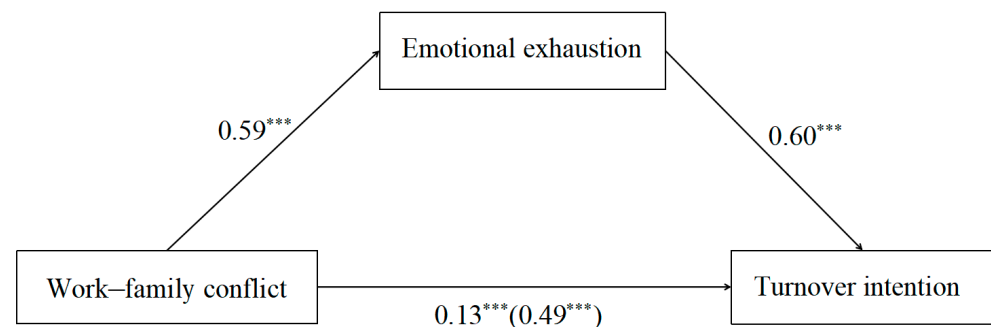 Emotional exhaustion
0.59***
0.60***
Work–family conflict
Turnover intention
0.13***(0.49***)